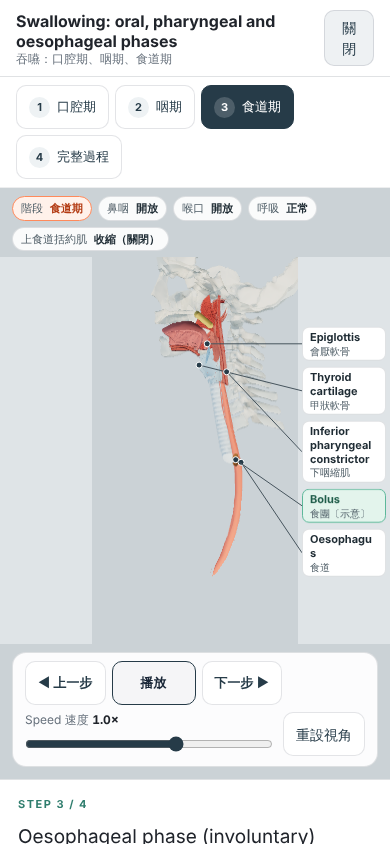 Swallowing: oral, pharyngeal and
oesophageal phases
吞嚥：口腔期、咽期、食道期
關
閉
1 口腔期
2 咽期
3 食道期
4 完整過程
階段 食道期
鼻咽 開放
喉口 開放
呼吸 正常
上食道括約肌 收縮（關閉）
Epiglottis
會厭軟骨
Thyroid
cartilage
甲狀軟骨
Inferior
pharyngeal
constrictor
下咽縮肌
Bolus
食團〔示意〕
Oesophagu
s
食道
◀ 上一步
播放
下一步 ▶
Speed 速度 1.0×
重設視角
STEP 3 / 4
Oesophageal phase (involuntary)